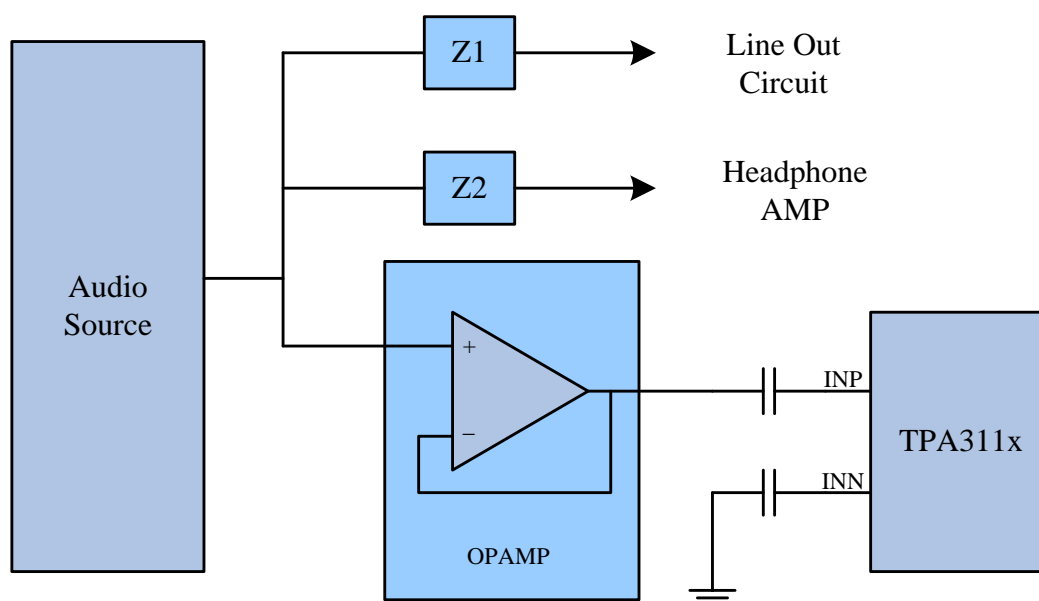 Z1
Line Out
Circuit
Z2
Headphone
AMP
Audio
Source
+
−
OPAMP
INP
INN
TPA311x